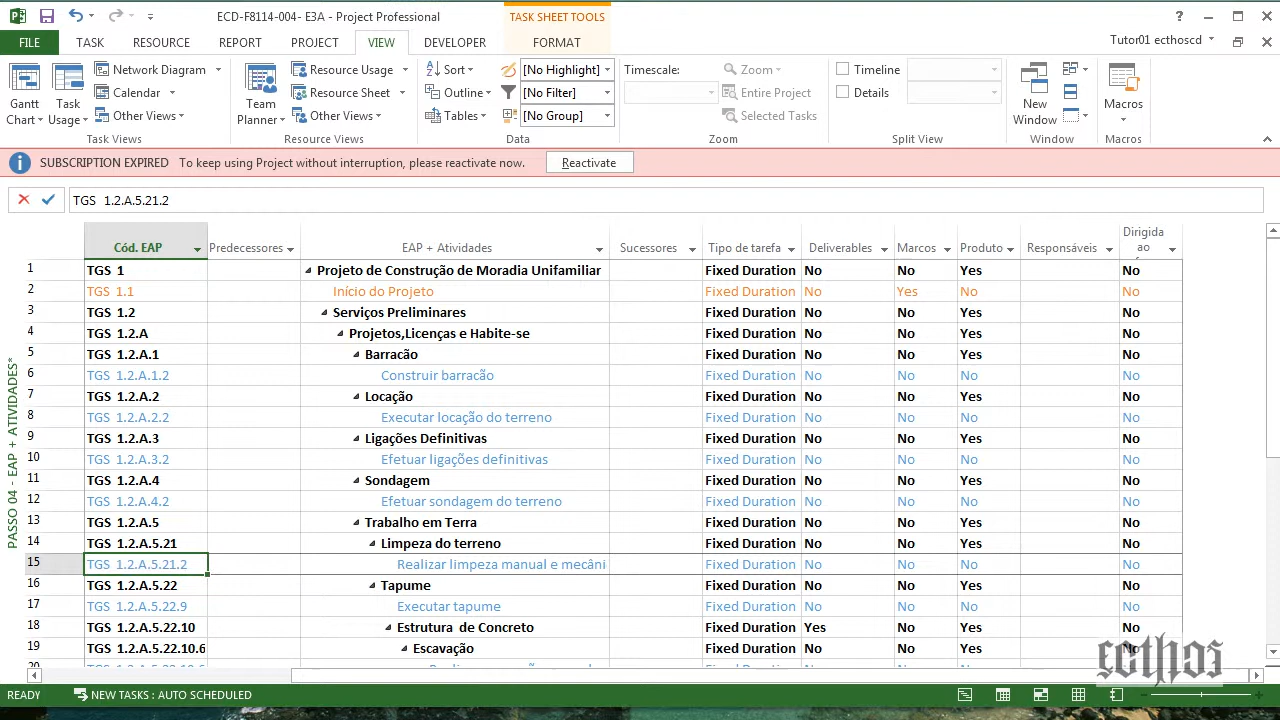 ECD-F8114-004- E3A - Project Professional
TASK SHEET TOOLS
FILE TASK RESOURCE REPORT PROJECT VIEW DEVELOPER FORMAT
Tutor01 ecthoscd
Gantt Chart
Task Usage
Network Diagram
Calendar
Other Views
Task Views
Team Planner
Resource Usage
Resource Sheet
Other Views
Resource Views
Sort
Outline
Tables
[No Highlight]
[No Filter]
[No Group]
Data
Timescale:
Zoom
Entire Project
Selected Tasks
Zoom
Timeline
Details
Split View
New Window
Window
Macros
Macros
SUBSCRIPTION EXPIRED To keep using Project without interruption, please reactivate now. Reactivate
TGS 1.2.A.5.21.2
PASSO 04 - EAP + ATIVIDADES*
Cód. EAP Predecessores EAP + Atividades Sucessores Tipo de tarefa Deliverables Marcos Produto Responsáveis Dirigida ao
1 TGS 1 Projeto de Construção de Moradia Unifamiliar Fixed Duration No No Yes No
2 TGS 1.1 Início do Projeto Fixed Duration No Yes No No
3 TGS 1.2 Serviços Preliminares Fixed Duration No No Yes No
4 TGS 1.2.A Projetos,Licenças e Habite-se Fixed Duration No No Yes No
5 TGS 1.2.A.1 Barracão Fixed Duration No No Yes No
6 TGS 1.2.A.1.2 Construir barracão Fixed Duration No No No No
7 TGS 1.2.A.2 Locação Fixed Duration No No Yes No
8 TGS 1.2.A.2.2 Executar locação do terreno Fixed Duration No No No No
9 TGS 1.2.A.3 Ligações Definitivas Fixed Duration No No Yes No
10 TGS 1.2.A.3.2 Efetuar ligações definitivas Fixed Duration No No No No
11 TGS 1.2.A.4 Sondagem Fixed Duration No No Yes No
12 TGS 1.2.A.4.2 Efetuar sondagem do terreno Fixed Duration No No No No
13 TGS 1.2.A.5 Trabalho em Terra Fixed Duration No No Yes No
14 TGS 1.2.A.5.21 Limpeza do terreno Fixed Duration No No Yes No
15 TGS 1.2.A.5.21.2 Realizar limpeza manual e mecâni Fixed Duration No No No No
16 TGS 1.2.A.5.22 Tapume Fixed Duration No No Yes No
17 TGS 1.2.A.5.22.9 Executar tapume Fixed Duration No No No No
18 TGS 1.2.A.5.22.10 Estrutura de Concreto Fixed Duration Yes No Yes No
19 TGS 1.2.A.5.22.10.6 Escavação Fixed Duration No No Yes No
ecthos
READY NEW TASKS : AUTO SCHEDULED